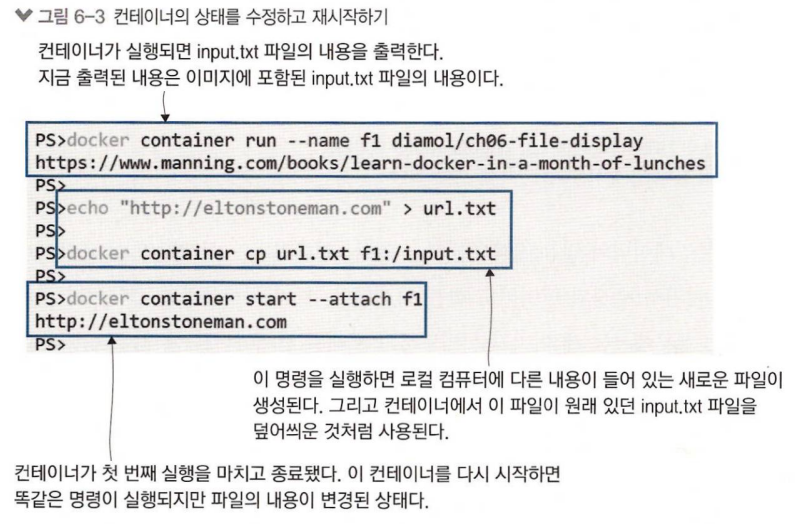 ▼ 그림 6-3 컨테이너의 상태를 수정하고 재시작하기
컨테이너가 실행되면 input.txt 파일의 내용을 출력한다.
지금 출력된 내용은 이미지에 포함된 input.txt 파일의 내용이다.
PS>docker container run --name f1 diamol/ch06-file-display
https://www.manning.com/books/learn-docker-in-a-month-of-lunches
PS>
PS>echo "http://eltonstoneman.com" > url.txt
PS>
PS>docker container cp url.txt f1:/input.txt
PS>
PS>docker container start --attach f1
http://eltonstoneman.com
PS>
이 명령을 실행하면 로컬 컴퓨터에 다른 내용이 들어 있는 새로운 파일이
생성된다. 그리고 컨테이너에서 이 파일이 원래 있던 input.txt 파일을
덮어씌운 것처럼 사용된다.
컨테이너가 첫 번째 실행을 마치고 종료됐다. 이 컨테이너를 다시 시작하면
똑같은 명령이 실행되지만 파일의 내용이 변경된 상태다.